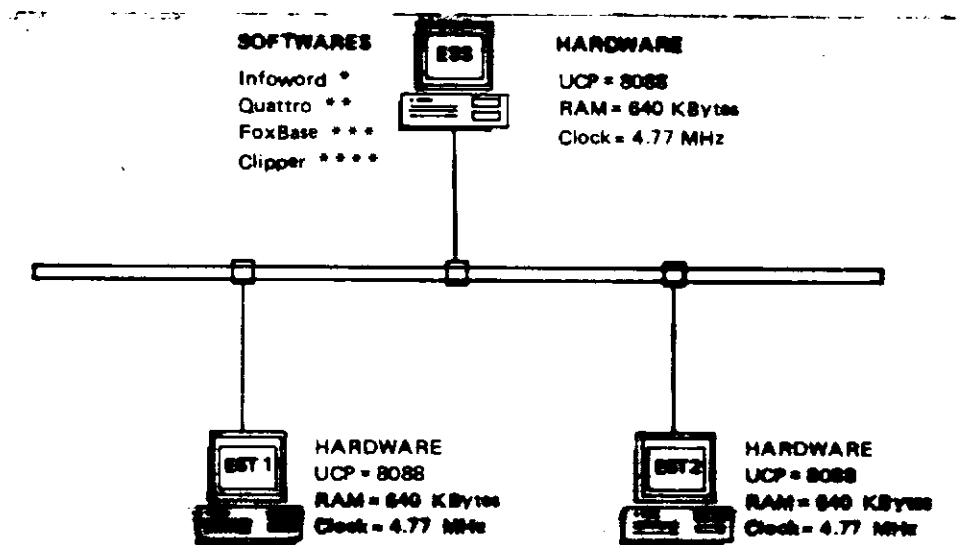 SOFTWARES
Infoword *
Quattro * *
FoxBase * * *
Clipper * * * *
ESS
HARDWARE
UCP = 8088
RAM = 640 KBytes
Clock = 4.77 MHz
EST 1
HARDWARE
UCP = 8088
RAM = 640 KBytes
Clock = 4.77 MHz
EST 2
HARDWARE
UCP = 8088
RAM = 640 KBytes
Clock = 4.77 MHz